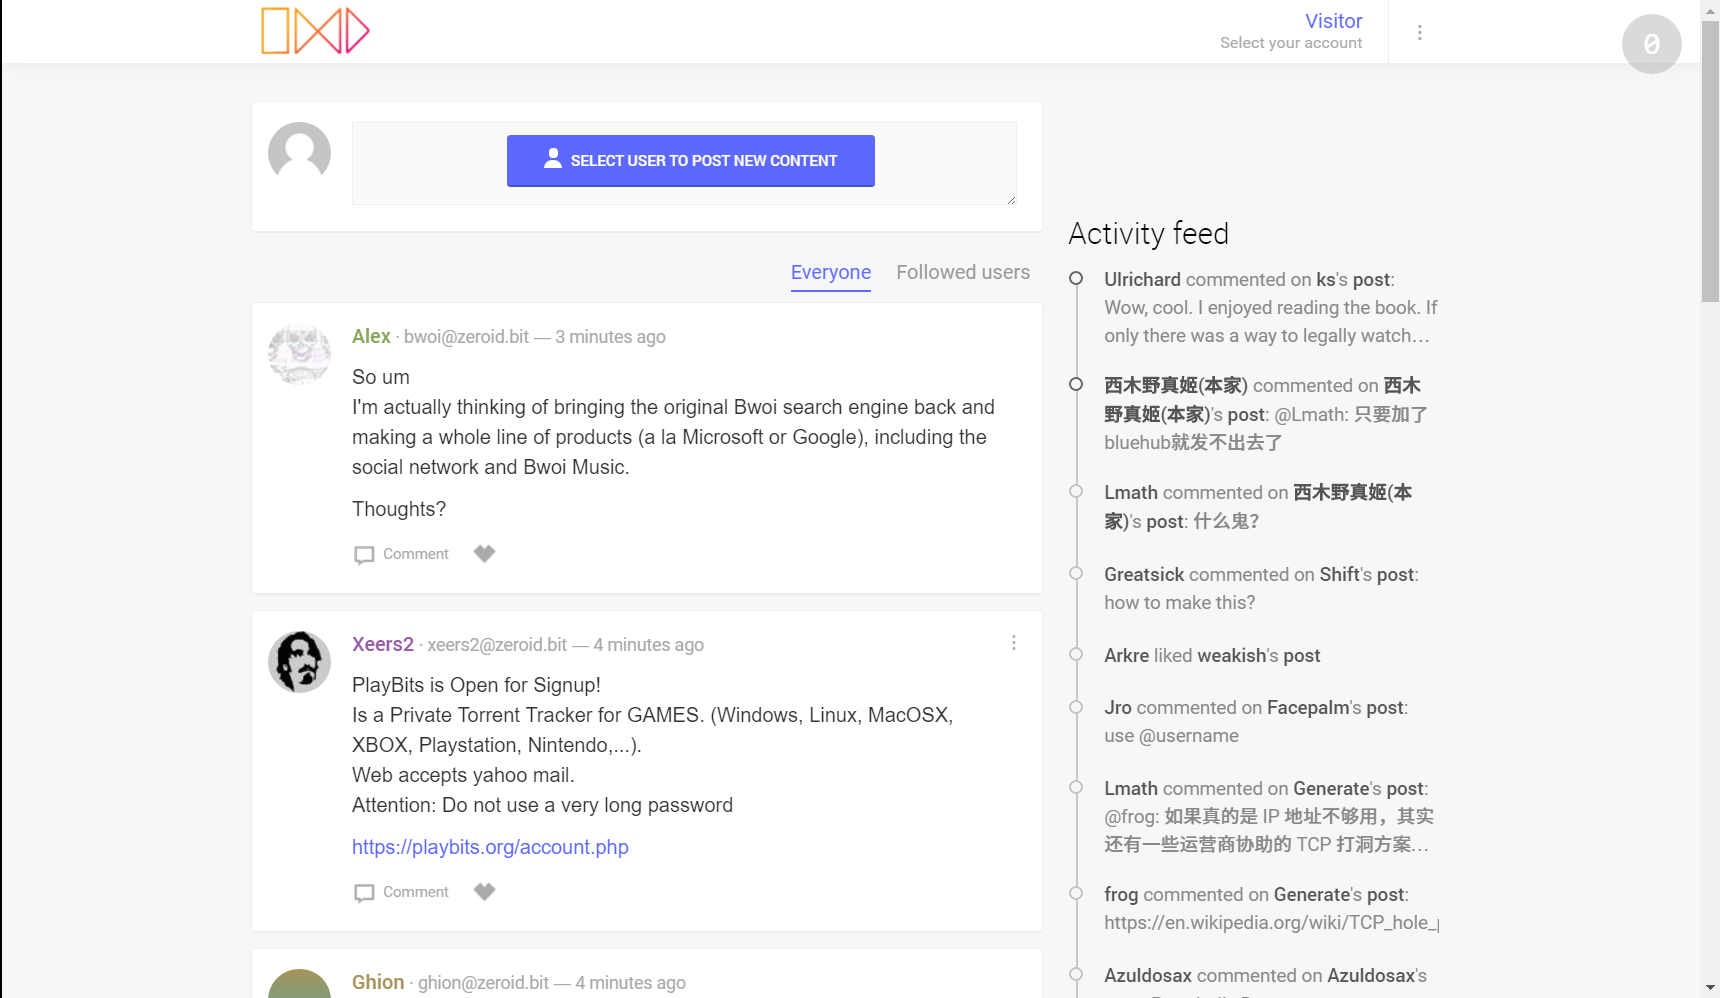 Visitor
Select your account
0
SELECT USER TO POST NEW CONTENT
Everyone
Followed users
Alex · bwoi@zeroid.bit — 3 minutes ago
So um
I'm actually thinking of bringing the original Bwoi search engine back and
making a whole line of products (a la Microsoft or Google), including the
social network and Bwoi Music.
Thoughts?
Comment
Xeers2 · xeers2@zeroid.bit — 4 minutes ago
PlayBits is Open for Signup!
Is a Private Torrent Tracker for GAMES. (Windows, Linux, MacOSX,
XBOX, Playstation, Nintendo,...).
Web accepts yahoo mail.
Attention: Do not use a very long password
https://playbits.org/account.php
Comment
Ghion · ghion@zeroid.bit — 4 minutes ago
Activity feed
Ulrichard commented on ks's post:
Wow, cool. I enjoyed reading the book. If
only there was a way to legally watch…
西木野真姬(本家) commented on 西木
野真姬(本家)'s post: @Lmath: 只要加了
bluehub就发不出去了
Lmath commented on 西木野真姬(本
家)'s post: 什么鬼?
Greatsick commented on Shift's post:
how to make this?
Arkre liked weakish's post
Jro commented on Facepalm's post:
use @username
Lmath commented on Generate's post:
@frog: 如果真的是 IP 地址不够用，其实
还有一些运营商协助的 TCP 打洞方案…
frog commented on Generate's post:
https://en.wikipedia.org/wiki/TCP_hole_
Azuldosax commented on Azuldosax's